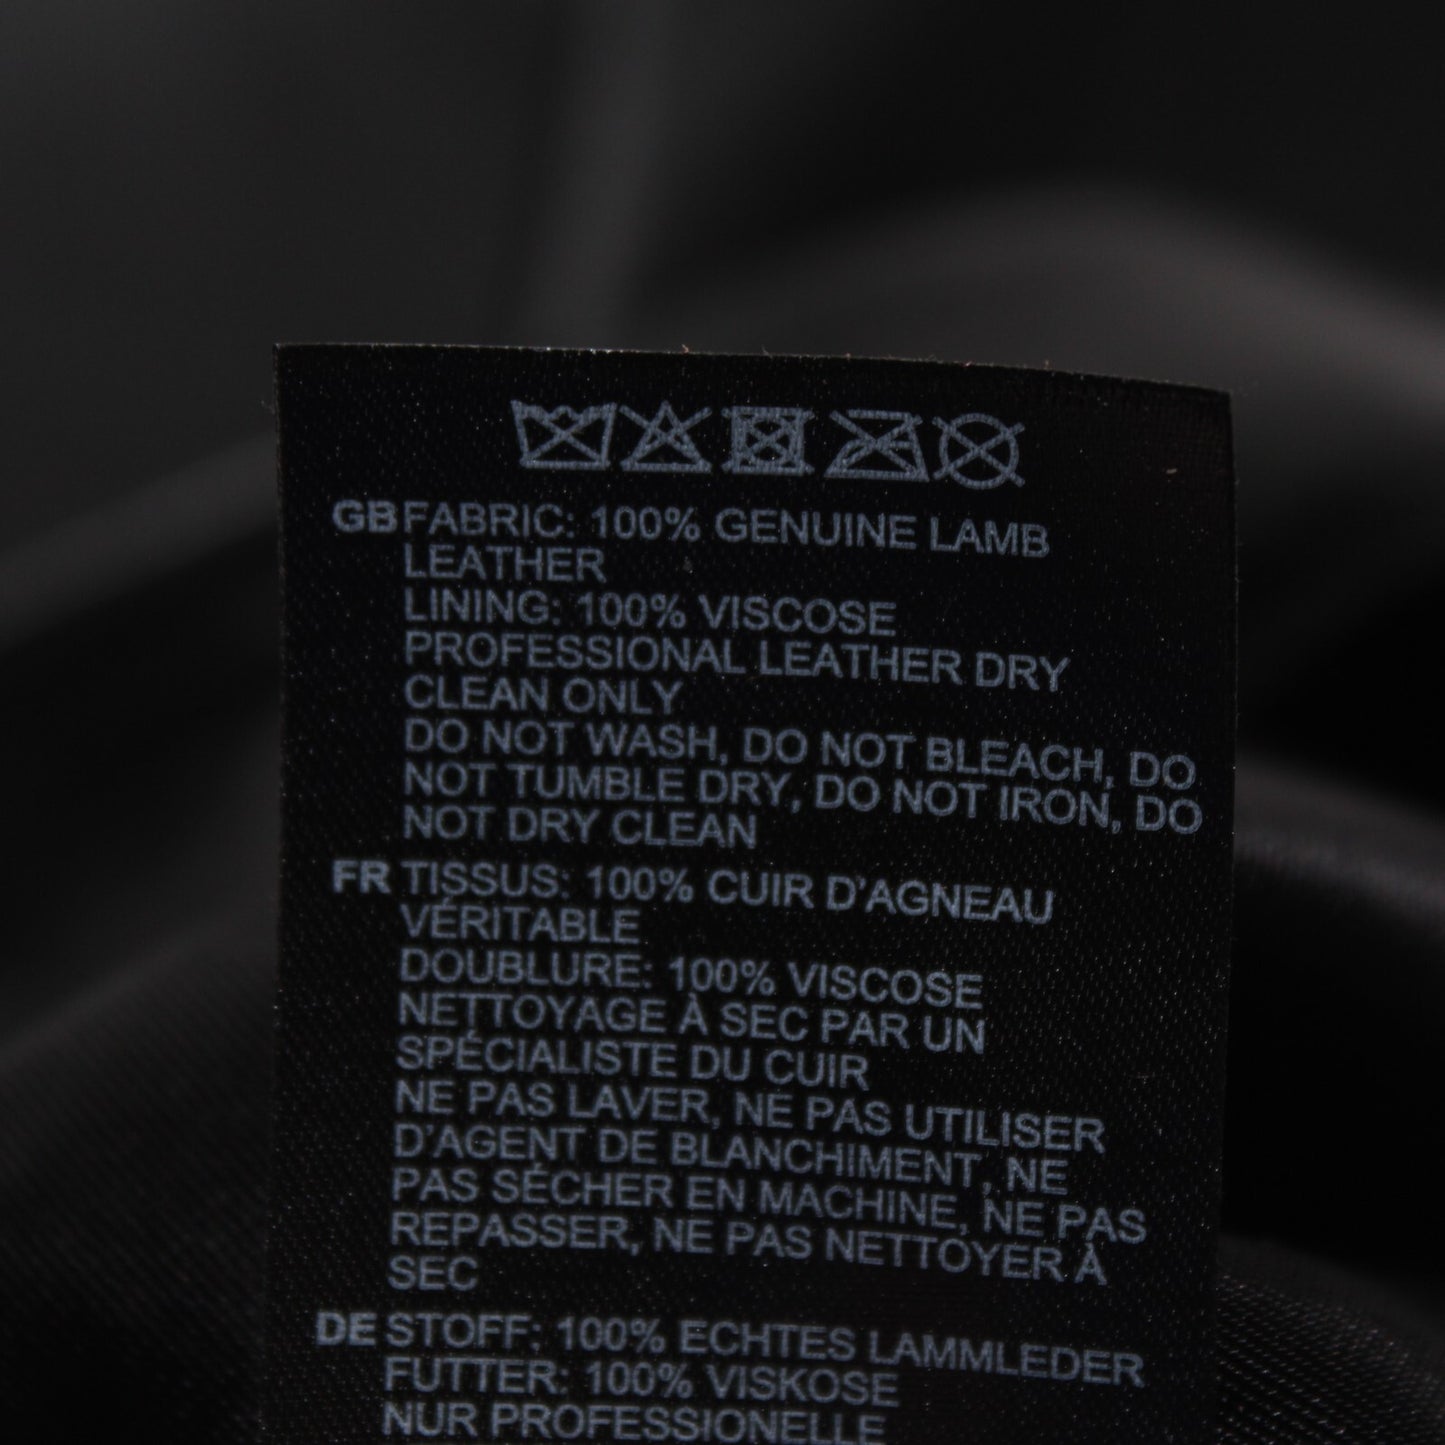 GB FABRIC: 100% GENUINE LAMB
LEATHER
LINING: 100% VISCOSE
PROFESSIONAL LEATHER DRY
CLEAN ONLY
DO NOT WASH, DO NOT BLEACH, DO
NOT TUMBLE DRY, DO NOT IRON, DO
NOT DRY CLEAN
FR TISSUS: 100% CUIR D'AGNEAU
VÉRITABLE
DOUBLURE: 100% VISCOSE
NETTOYAGE À SEC PAR UN
SPÉCIALISTE DU CUIR
NE PAS LAVER, NE PAS UTILISER
D'AGENT DE BLANCHIMENT, NE
PAS SÉCHER EN MACHINE, NE PAS
REPASSER, NE PAS NETTOYER À
SEC
DE STOFF: 100% ECHTES LAMMLEDER
FUTTER: 100% VISKOSE
NUR PROFESSIONELLE